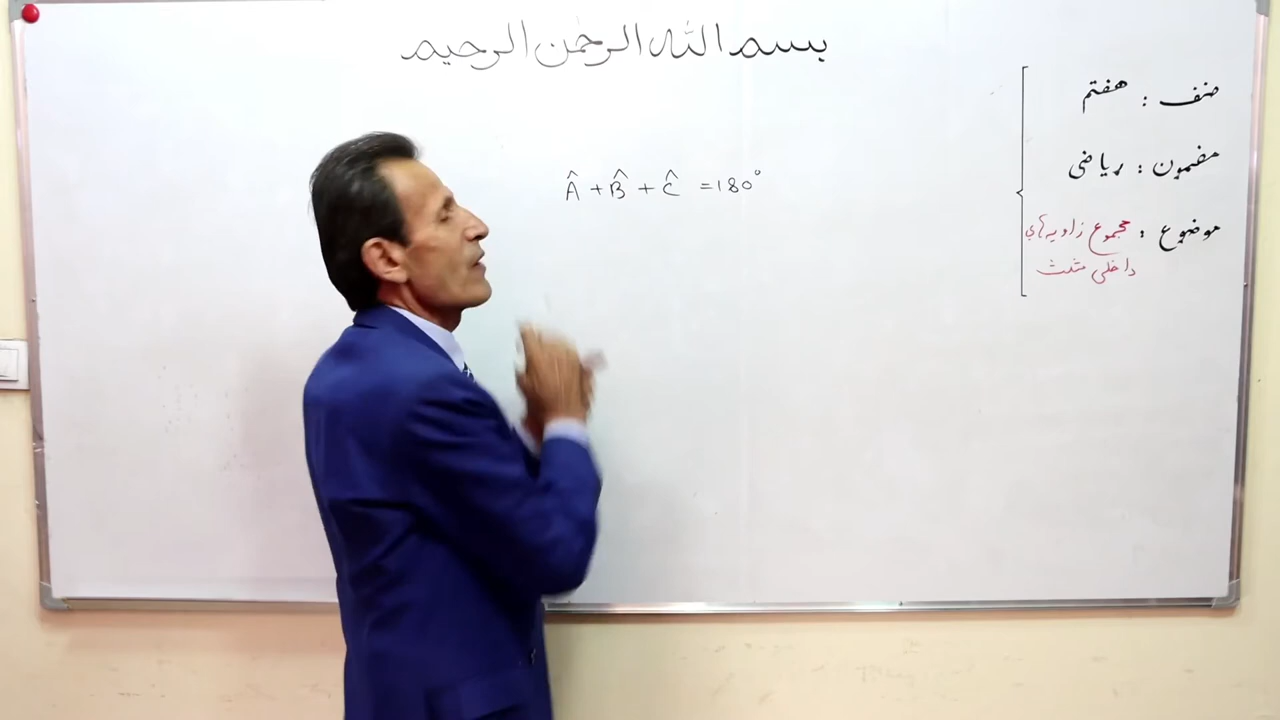 بسم الله الرحمن الرحیم
صنف : هفتم
مضمون : ریاضی
موضوع : مجموع زاویه‌های
داخلی مثلث
Â + B̂ + Ĉ = 180°